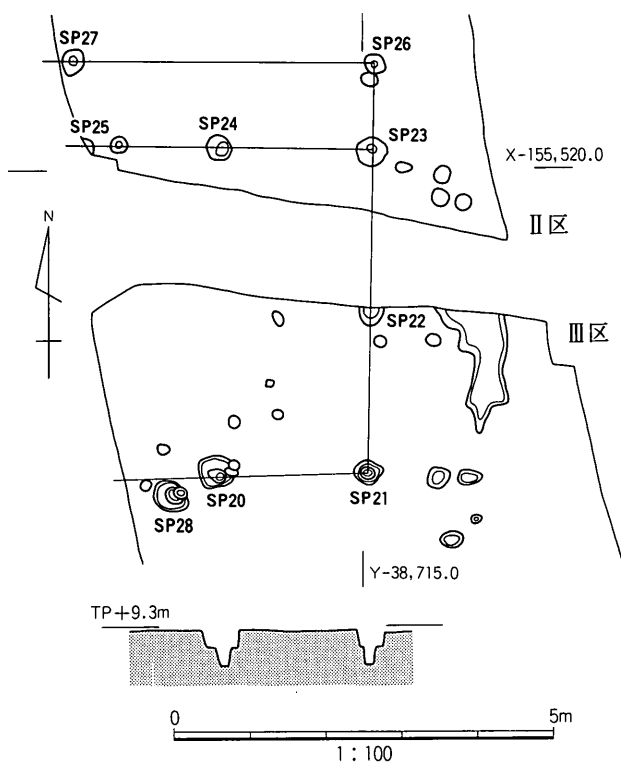 SP27
SP26
SP25
SP24
SP23
X-155,520.0
N
II区
SP22
III区
SP20
SP21
SP28
Y-38,715.0
TP+9.3m
0
5m
1:100